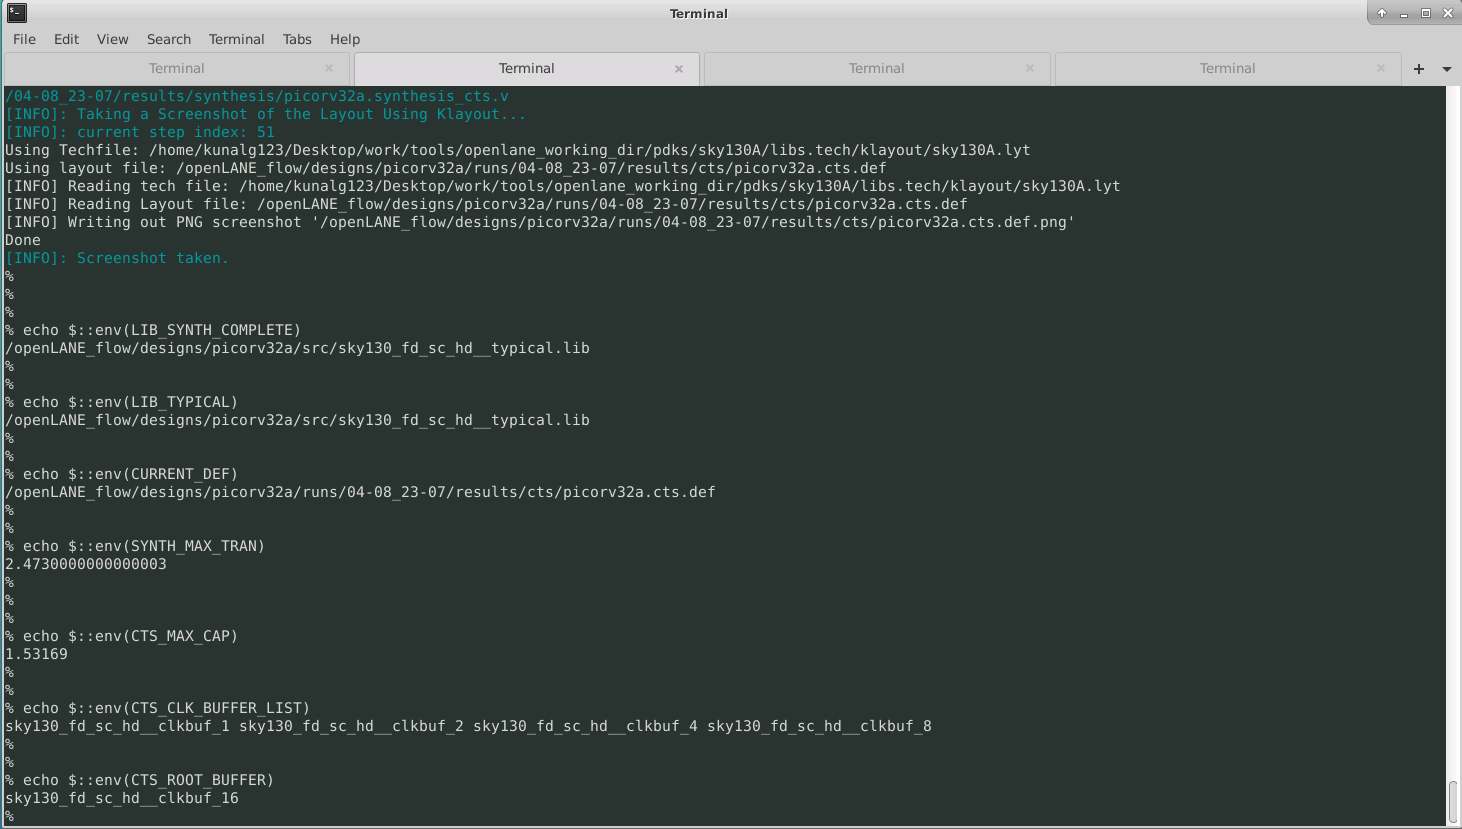 Terminal
File Edit View Search Terminal Tabs Help
Terminal × Terminal × Terminal × Terminal × +
/04-08_23-07/results/synthesis/picorv32a.synthesis_cts.v
[INFO]: Taking a Screenshot of the Layout Using Klayout...
[INFO]: current step index: 51
Using Techfile: /home/kunalg123/Desktop/work/tools/openlane_working_dir/pdks/sky130A/libs.tech/klayout/sky130A.lyt
Using layout file: /openLANE_flow/designs/picorv32a/runs/04-08_23-07/results/cts/picorv32a.cts.def
[INFO] Reading tech file: /home/kunalg123/Desktop/work/tools/openlane_working_dir/pdks/sky130A/libs.tech/klayout/sky130A.lyt
[INFO] Reading Layout file: /openLANE_flow/designs/picorv32a/runs/04-08_23-07/results/cts/picorv32a.cts.def
[INFO] Writing out PNG screenshot '/openLANE_flow/designs/picorv32a/runs/04-08_23-07/results/cts/picorv32a.cts.def.png'
Done
[INFO]: Screenshot taken.
%
%
%
% echo $::env(LIB_SYNTH_COMPLETE)
/openLANE_flow/designs/picorv32a/src/sky130_fd_sc_hd__typical.lib
%
%
% echo $::env(LIB_TYPICAL)
/openLANE_flow/designs/picorv32a/src/sky130_fd_sc_hd__typical.lib
%
%
% echo $::env(CURRENT_DEF)
/openLANE_flow/designs/picorv32a/runs/04-08_23-07/results/cts/picorv32a.cts.def
%
%
% echo $::env(SYNTH_MAX_TRAN)
2.4730000000000003
%
%
%
% echo $::env(CTS_MAX_CAP)
1.53169
%
%
% echo $::env(CTS_CLK_BUFFER_LIST)
sky130_fd_sc_hd__clkbuf_1 sky130_fd_sc_hd__clkbuf_2 sky130_fd_sc_hd__clkbuf_4 sky130_fd_sc_hd__clkbuf_8
%
%
% echo $::env(CTS_ROOT_BUFFER)
sky130_fd_sc_hd__clkbuf_16
%